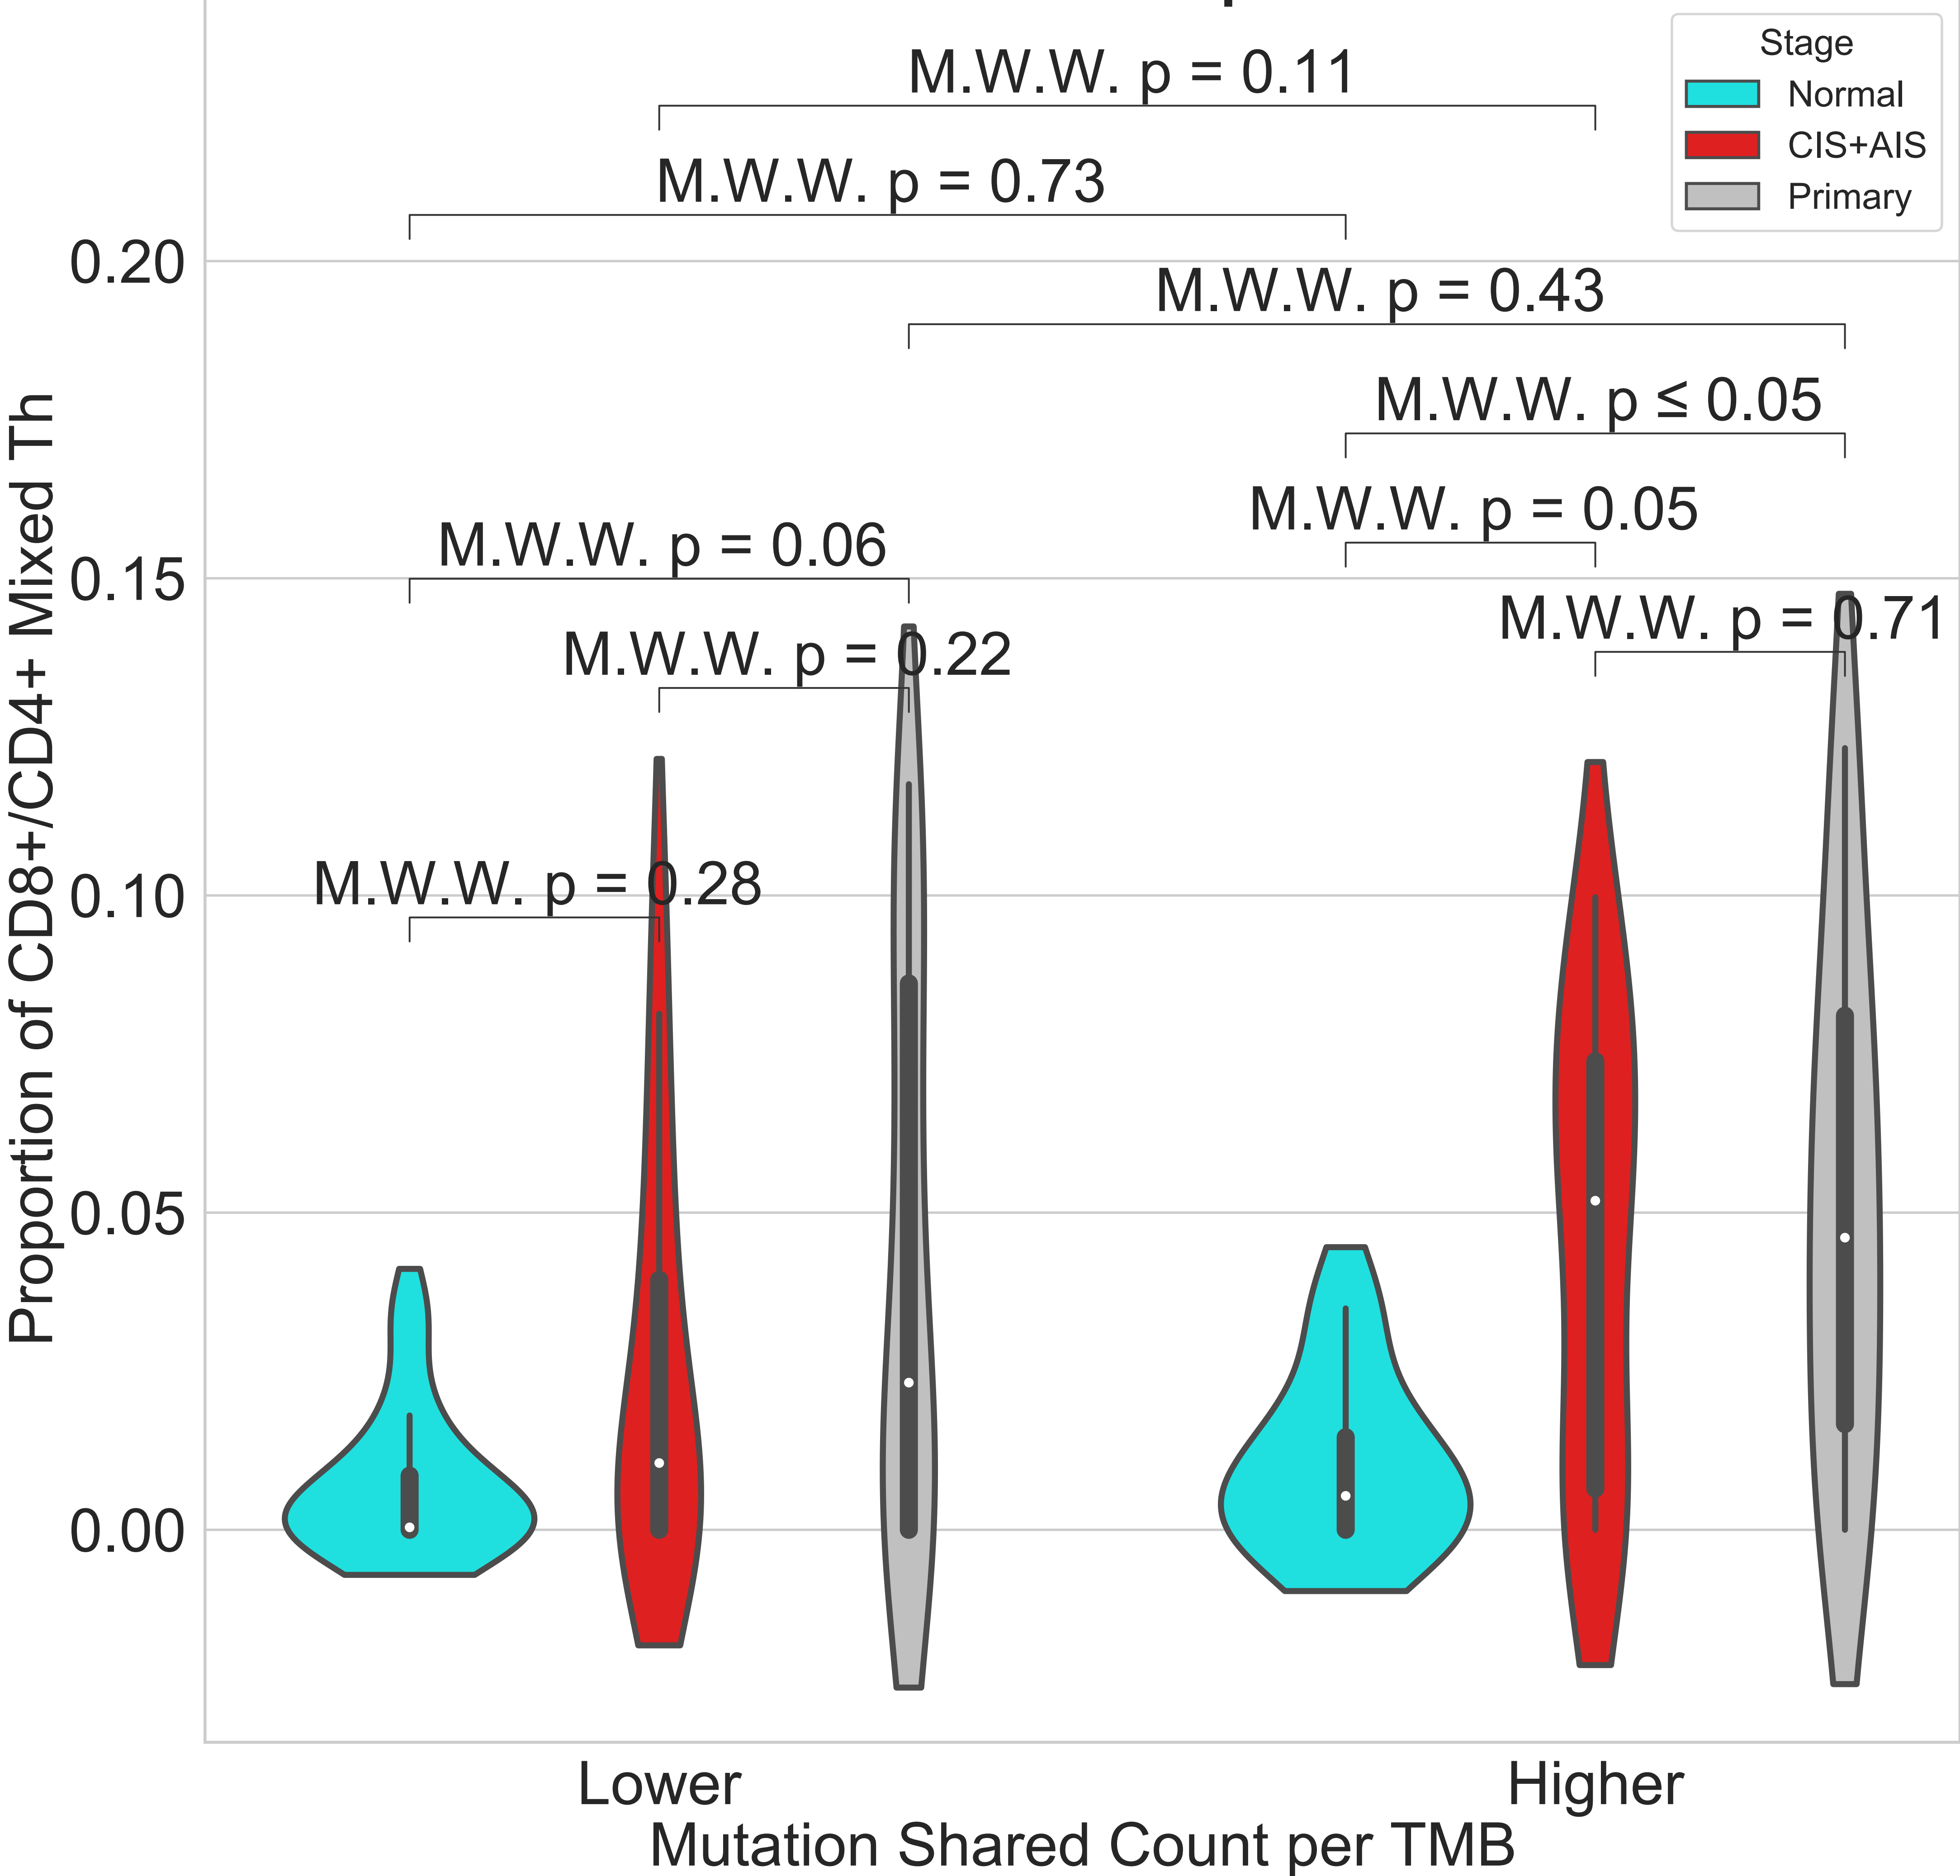 M.W.W. p = 0.11
Stage
Normal
CIS+AIS
Primary
M.W.W. p = 0.73
M.W.W. p = 0.43
M.W.W. p ≤ 0.05
M.W.W. p = 0.05
M.W.W. p = 0.06
M.W.W. p = 0.71
M.W.W. p = 0.22
M.W.W. p = 0.28
Proportion of CD8+/CD4+ Mixed Th
0.20
0.15
0.10
0.05
0.00
Lower
Higher
Mutation Shared Count per TMB